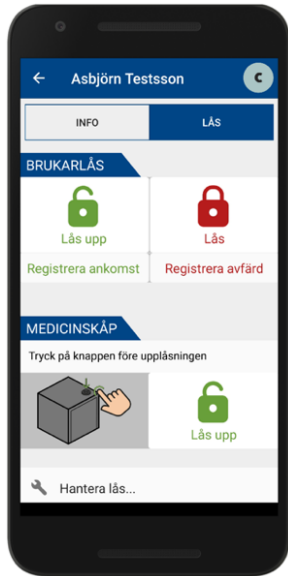 Asbjörn Testsson
C
INFO
LÅS
BRUKARLÅS
Lås upp
Lås
Registrera ankomst
Registrera avfärd
MEDICINSKÅP
Tryck på knappen före upplåsningen
Lås upp
Hantera lås...